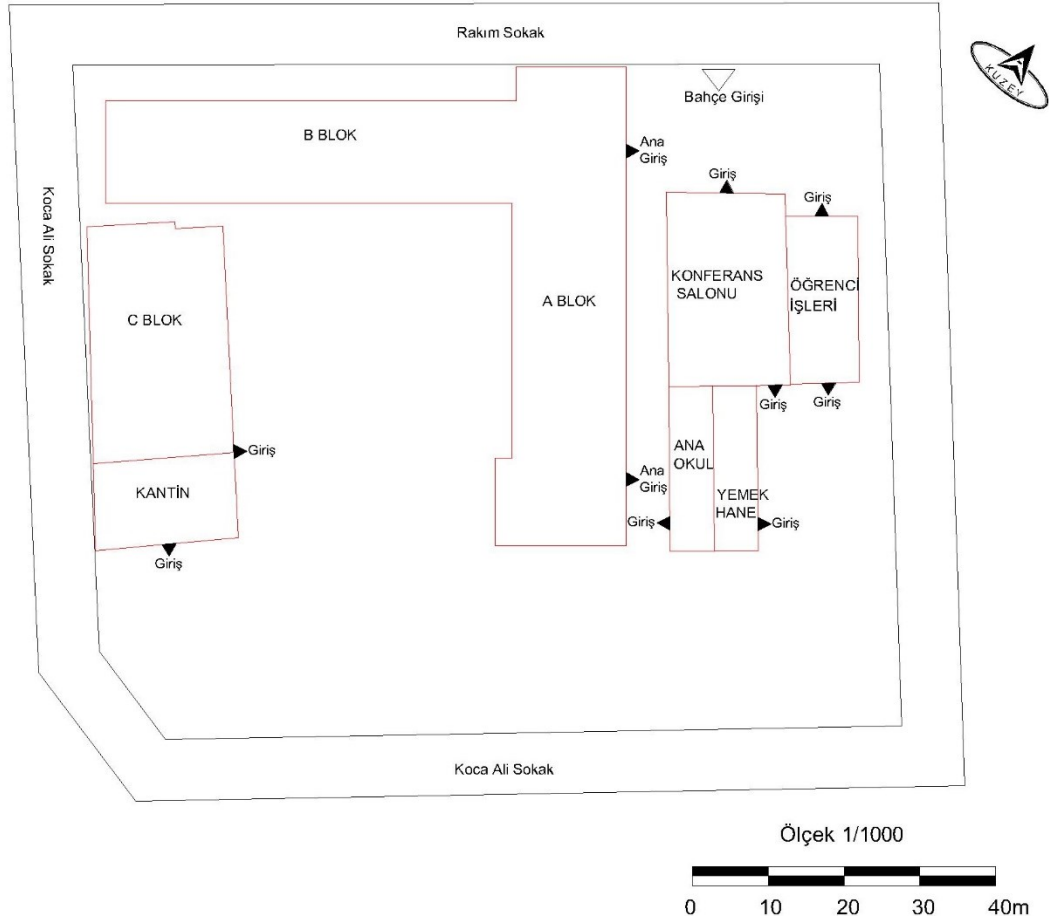 Rakım Sokak
KUZEY
Bahçe Girişi
B BLOK
Ana
Giriş
Giriş
Giriş
Koca Ali Sokak
KONFERANS
SALONU
ÖĞRENCİ
İŞLERİ
A BLOK
C BLOK
Giriş
Giriş
ANA
OKUL
Giriş
Ana
Giriş
KANTİN
YEMEK
HANE
Giriş
Giriş
Giriş
Koca Ali Sokak
Ölçek 1/1000
0 10 20 30 40m